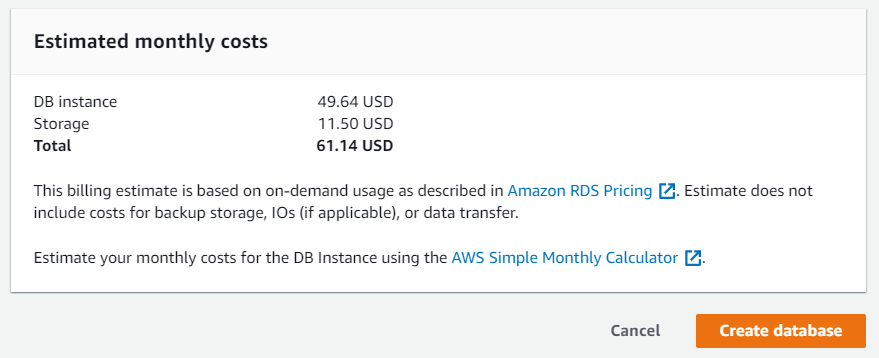 Estimated monthly costs
DB instance 49.64 USD
Storage 11.50 USD
Total 61.14 USD
This billing estimate is based on on-demand usage as described in Amazon RDS Pricing. Estimate does not
include costs for backup storage, IOs (if applicable), or data transfer.
Estimate your monthly costs for the DB Instance using the AWS Simple Monthly Calculator.
Cancel Create database